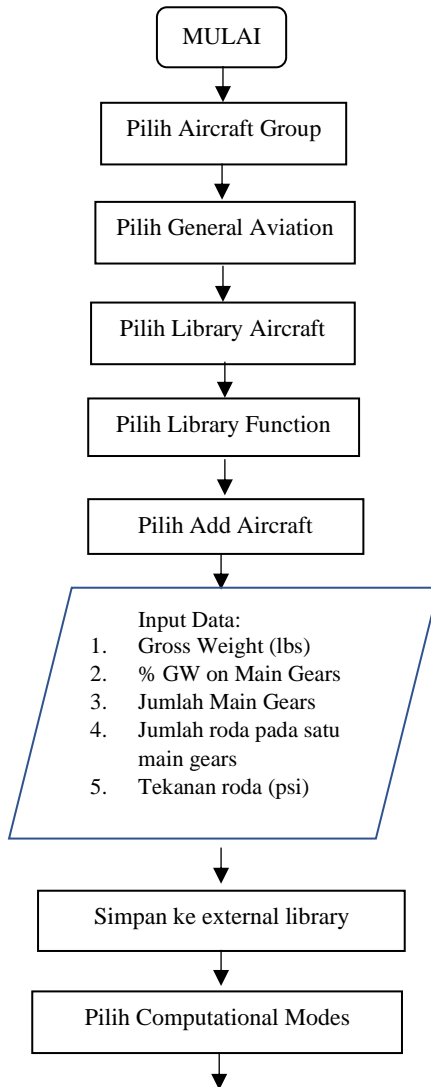 MULAI
Pilih Aircraft Group
Pilih General Aviation
Pilih Library Aircraft
Pilih Library Function
Pilih Add Aircraft
Input Data:
1. Gross Weight (lbs)
2. % GW on Main Gears
3. Jumlah Main Gears
4. Jumlah roda pada satu
main gears
5. Tekanan roda (psi)
Simpan ke external library
Pilih Computational Modes